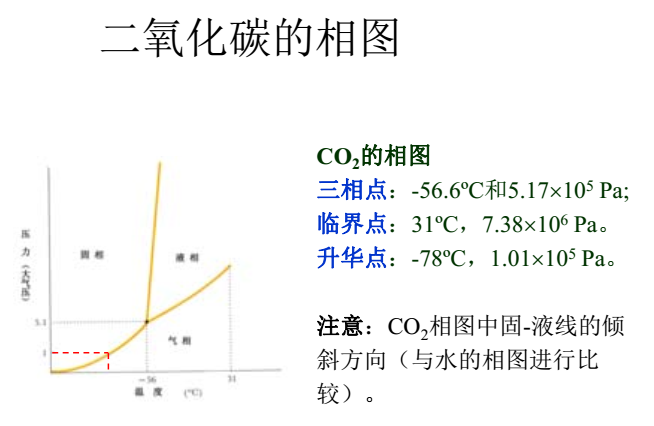 二氧化碳的相图
CO₂的相图
三相点：-56.6ºC和5.17×10⁵ Pa;
临界点：31ºC，7.38×10⁶ Pa。
升华点：-78ºC，1.01×10⁵ Pa。
注意：CO₂相图中固-液线的倾
斜方向（与水的相图进行比
较）。
压力（大气压）
固相
液相
气相
5.1
1
-56
31
温度 (°C)